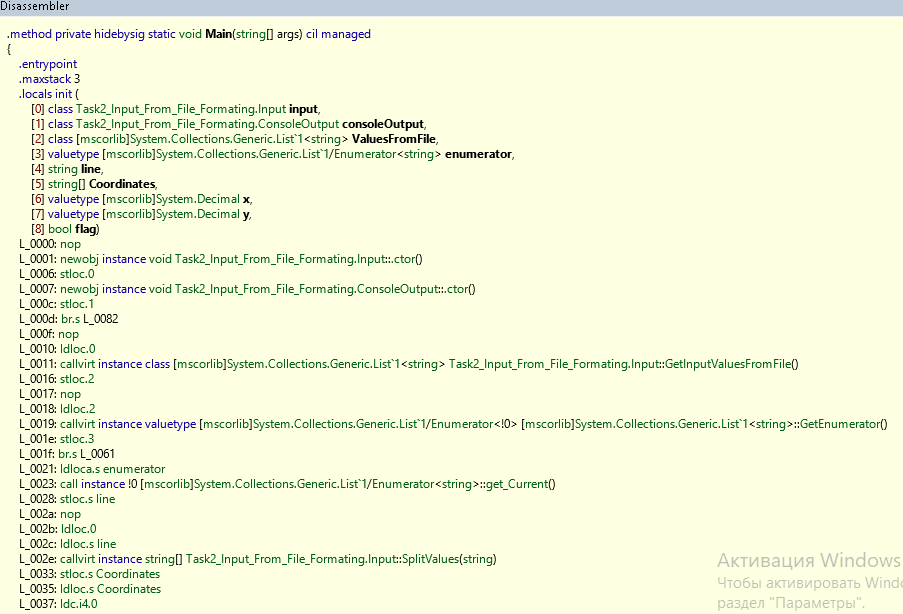 Disassembler
.method private hidebysig static void Main(string[] args) cil managed
{
.entrypoint
.maxstack 3
.locals init (
[0] class Task2_Input_From_File_Formating.Input input,
[1] class Task2_Input_From_File_Formating.ConsoleOutput consoleOutput,
[2] class [mscorlib]System.Collections.Generic.List`1<string> ValuesFromFile,
[3] valuetype [mscorlib]System.Collections.Generic.List`1/Enumerator<string> enumerator,
[4] string line,
[5] string[] Coordinates,
[6] valuetype [mscorlib]System.Decimal x,
[7] valuetype [mscorlib]System.Decimal y,
[8] bool flag)
L_0000: nop
L_0001: newobj instance void Task2_Input_From_File_Formating.Input::.ctor()
L_0006: stloc.0
L_0007: newobj instance void Task2_Input_From_File_Formating.ConsoleOutput::.ctor()
L_000c: stloc.1
L_000d: br.s L_0082
L_000f: nop
L_0010: ldloc.0
L_0011: callvirt instance class [mscorlib]System.Collections.Generic.List`1<string> Task2_Input_From_File_Formating.Input::GetInputValuesFromFile()
L_0016: stloc.2
L_0017: nop
L_0018: ldloc.2
L_0019: callvirt instance valuetype [mscorlib]System.Collections.Generic.List`1/Enumerator<!0> [mscorlib]System.Collections.Generic.List`1<string>::GetEnumerator()
L_001e: stloc.3
L_001f: br.s L_0061
L_0021: ldloca.s enumerator
L_0023: call instance !0 [mscorlib]System.Collections.Generic.List`1/Enumerator<string>::get_Current()
L_0028: stloc.s line
L_002a: nop
L_002b: ldloc.0
L_002c: ldloc.s line
L_002e: callvirt instance string[] Task2_Input_From_File_Formating.Input::SplitValues(string)
L_0033: stloc.s Coordinates
L_0035: ldloc.s Coordinates
L_0037: ldc.i4.0
Активация Windows
Чтобы активировать Windo
раздел "Параметры".